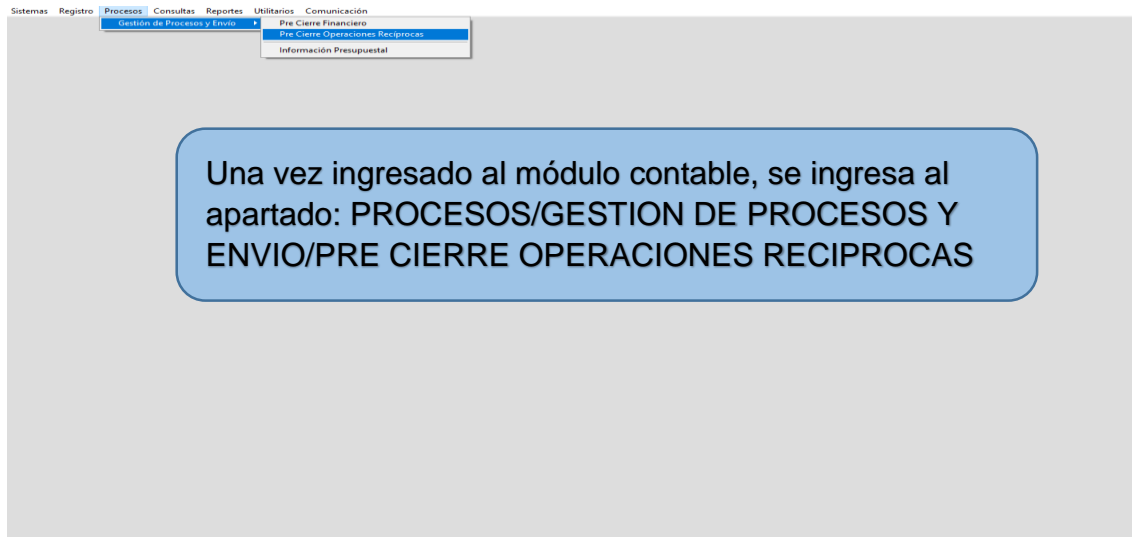 Sistemas Registro Procesos Consultas Reportes Utilitarios Comunicación
Gestión de Procesos y Envío
Pre Cierre Financiero
Pre Cierre Operaciones Recíprocas
Información Presupuestal
Una vez ingresado al módulo contable, se ingresa al
apartado: PROCESOS/GESTION DE PROCESOS Y
ENVIO/PRE CIERRE OPERACIONES RECIPROCAS